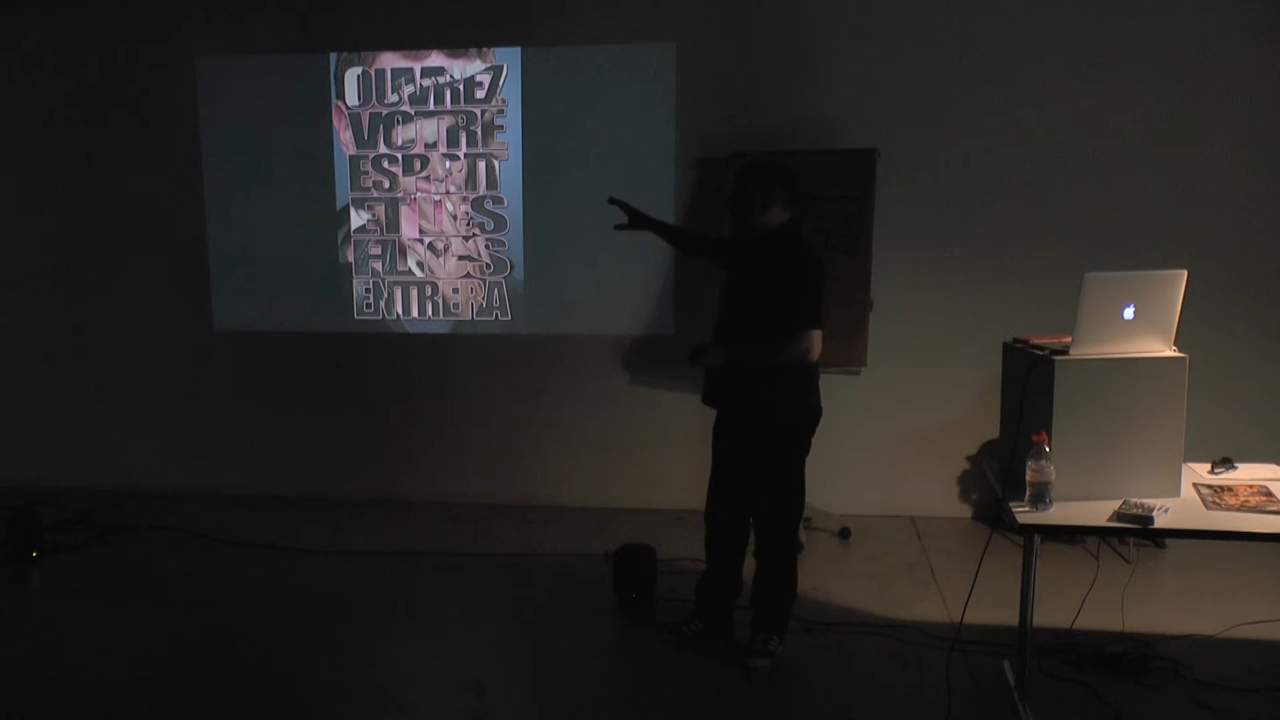 OUVREZ
VOTRE
ESPRIT
ET LES
FLICS
ENTRERA